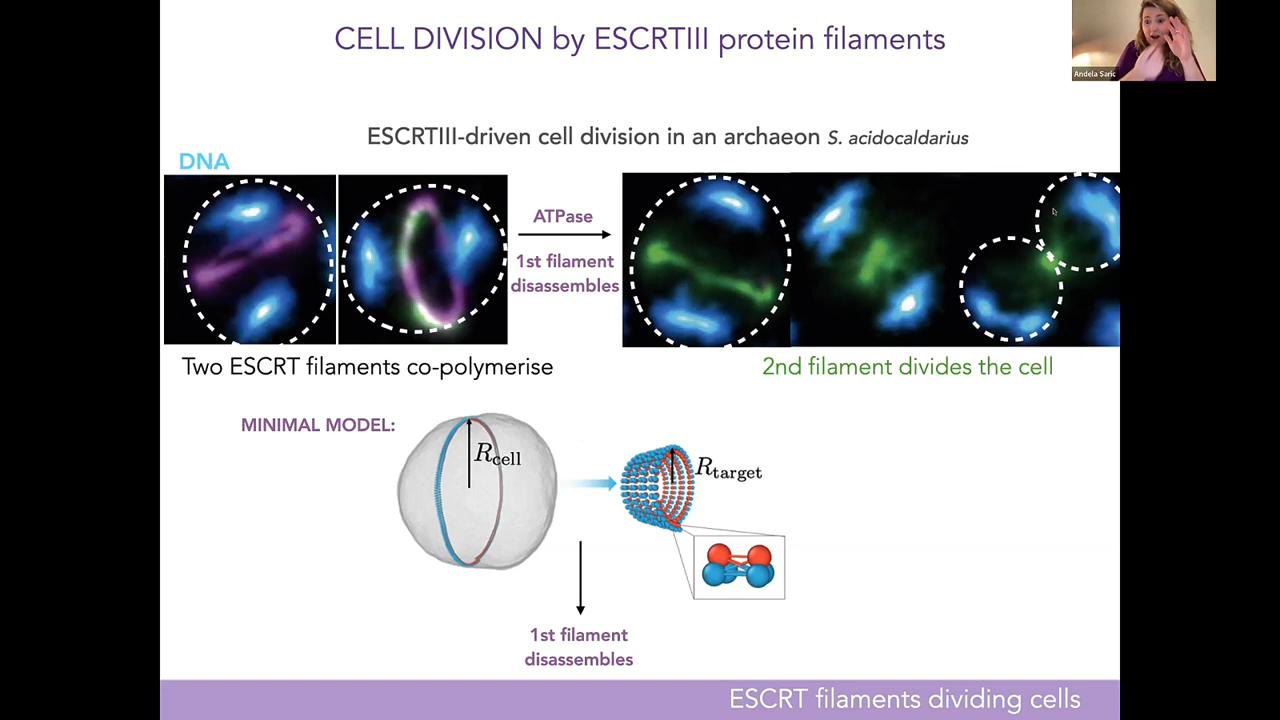 CELL DIVISION by ESCRTIII protein filaments
Andela Saric
ESCRTIII-driven cell division in an archaeon S. acidocaldarius
DNA
ATPase
1st filament
disassembles
Two ESCRT filaments co-polymerise
2nd filament divides the cell
MINIMAL MODEL:
Rcell
Rtarget
1st filament
disassembles
ESCRT filaments dividing cells